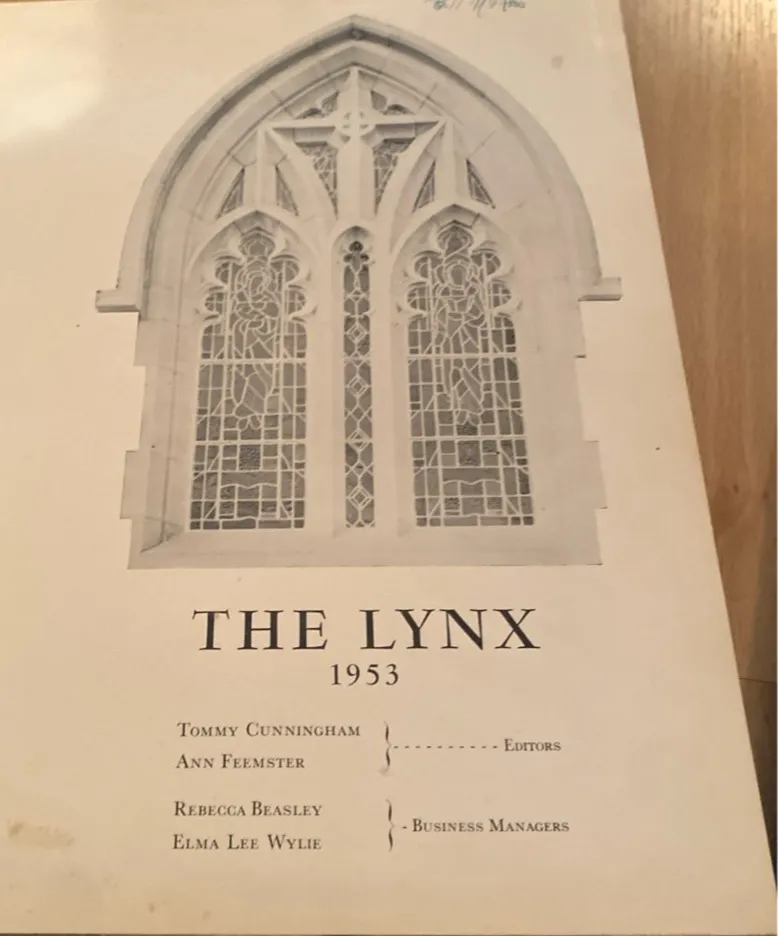 THE LYNX
1953
TOMMY CUNNINGHAM
ANN FEEMSTER
- - - - - - - - - - EDITORS
REBECCA BEASLEY
ELMA LEE WYLIE
- BUSINESS MANAGERS